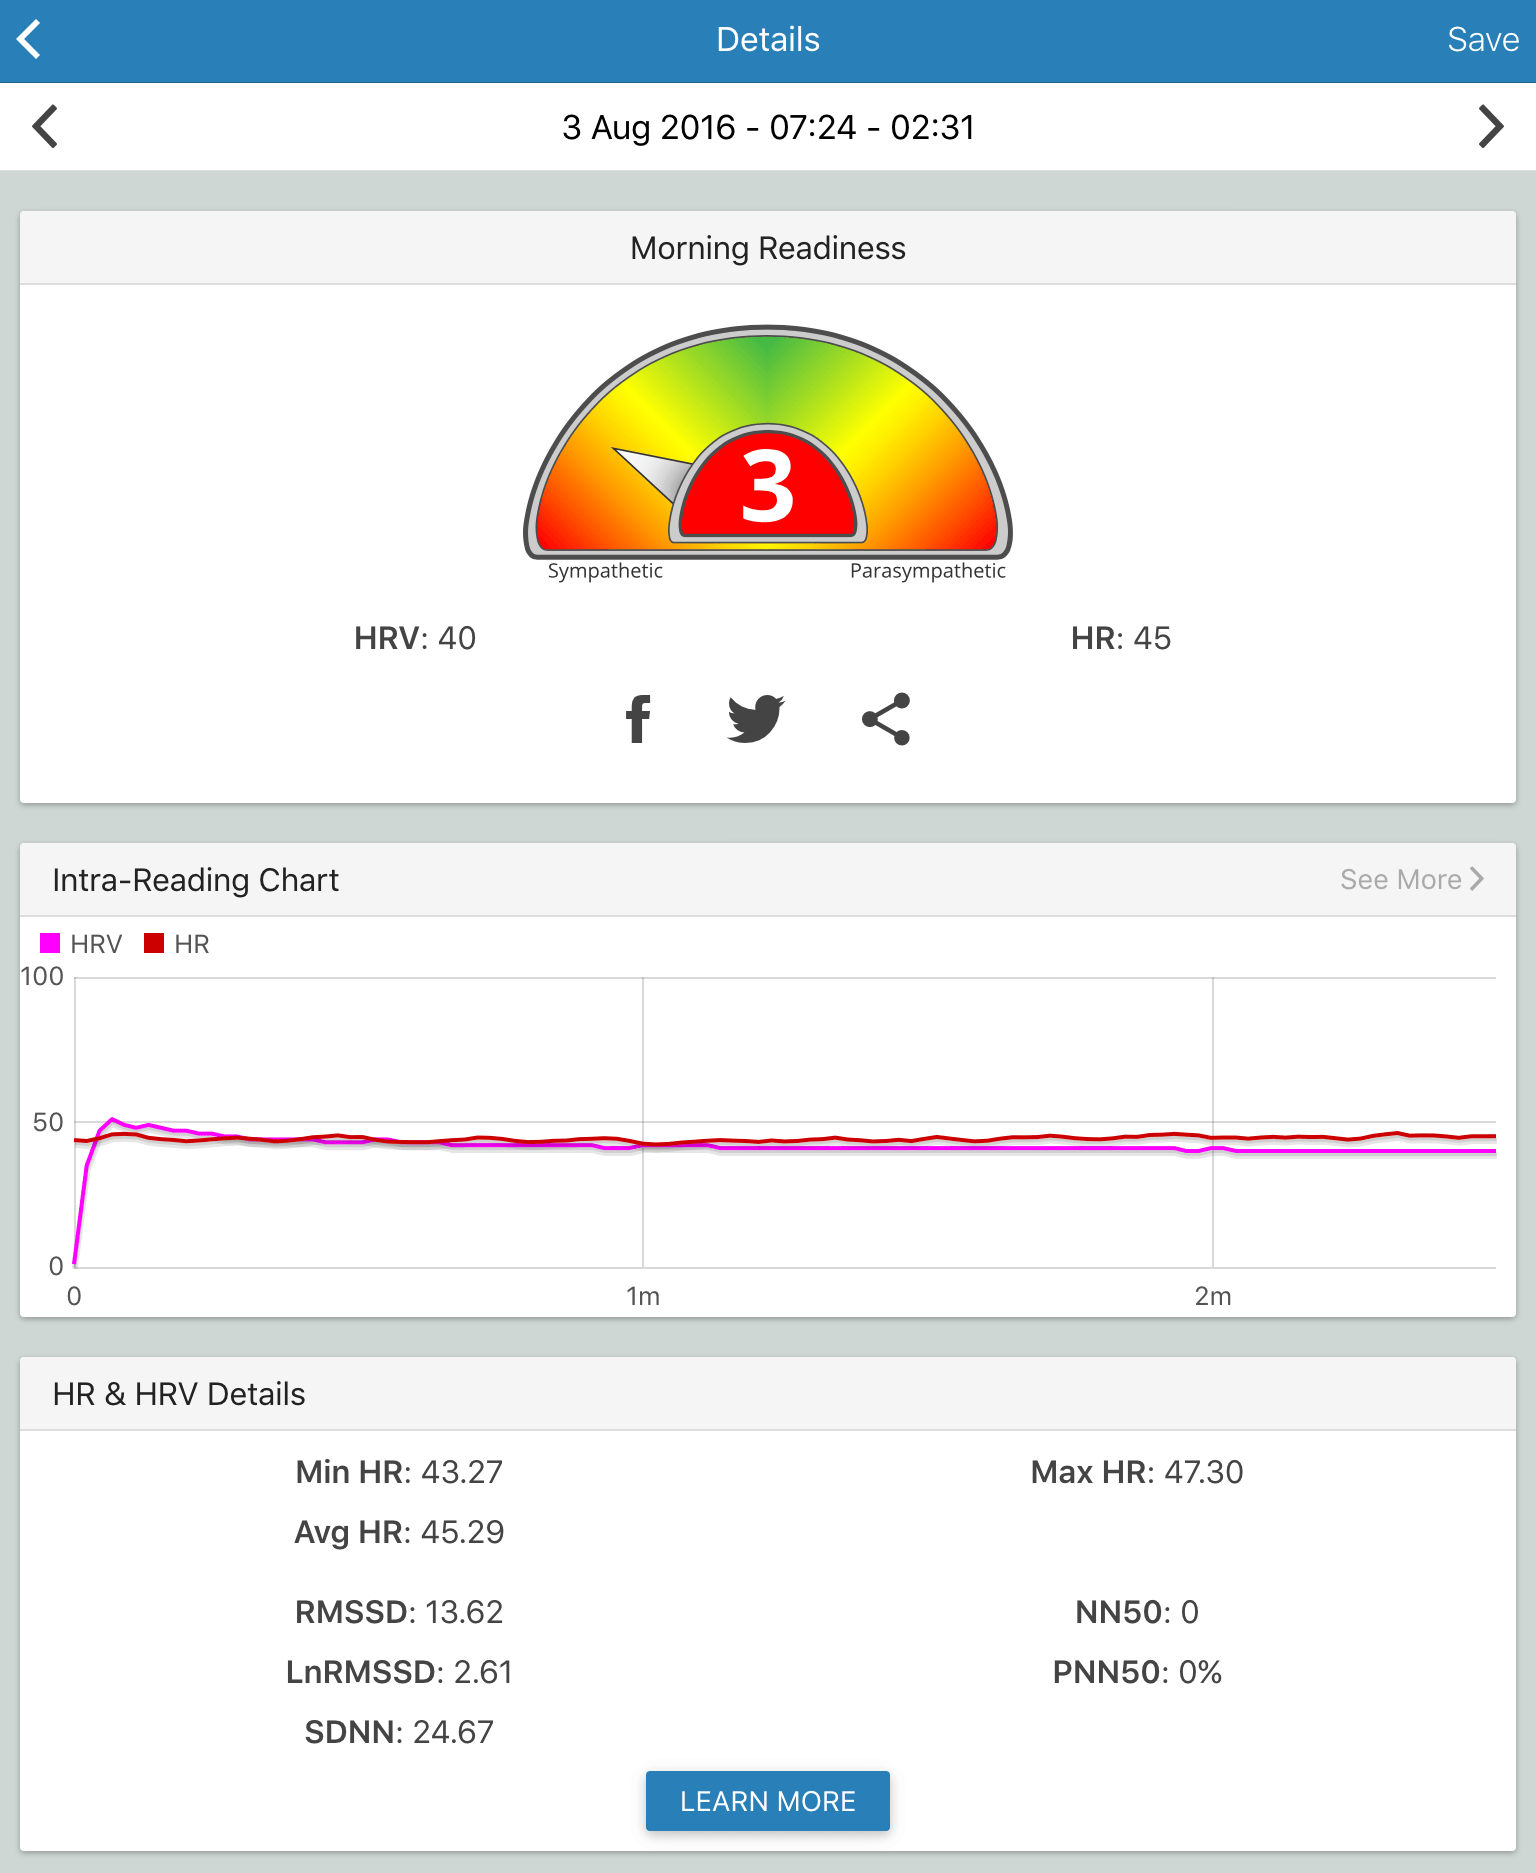 Details
Save
3 Aug 2016 - 07:24 - 02:31
Morning Readiness
3
Sympathetic
Parasympathetic
HRV: 40
HR: 45
Intra-Reading Chart
See More
HRV
HR
100
50
0
0
1m
2m
HR & HRV Details
Min HR: 43.27
Max HR: 47.30
Avg HR: 45.29
RMSSD: 13.62
NN50: 0
LnRMSSD: 2.61
PNN50: 0%
SDNN: 24.67
LEARN MORE